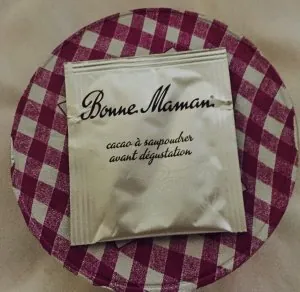 Bonne Maman
cacao à saupoudrer
avant dégustation